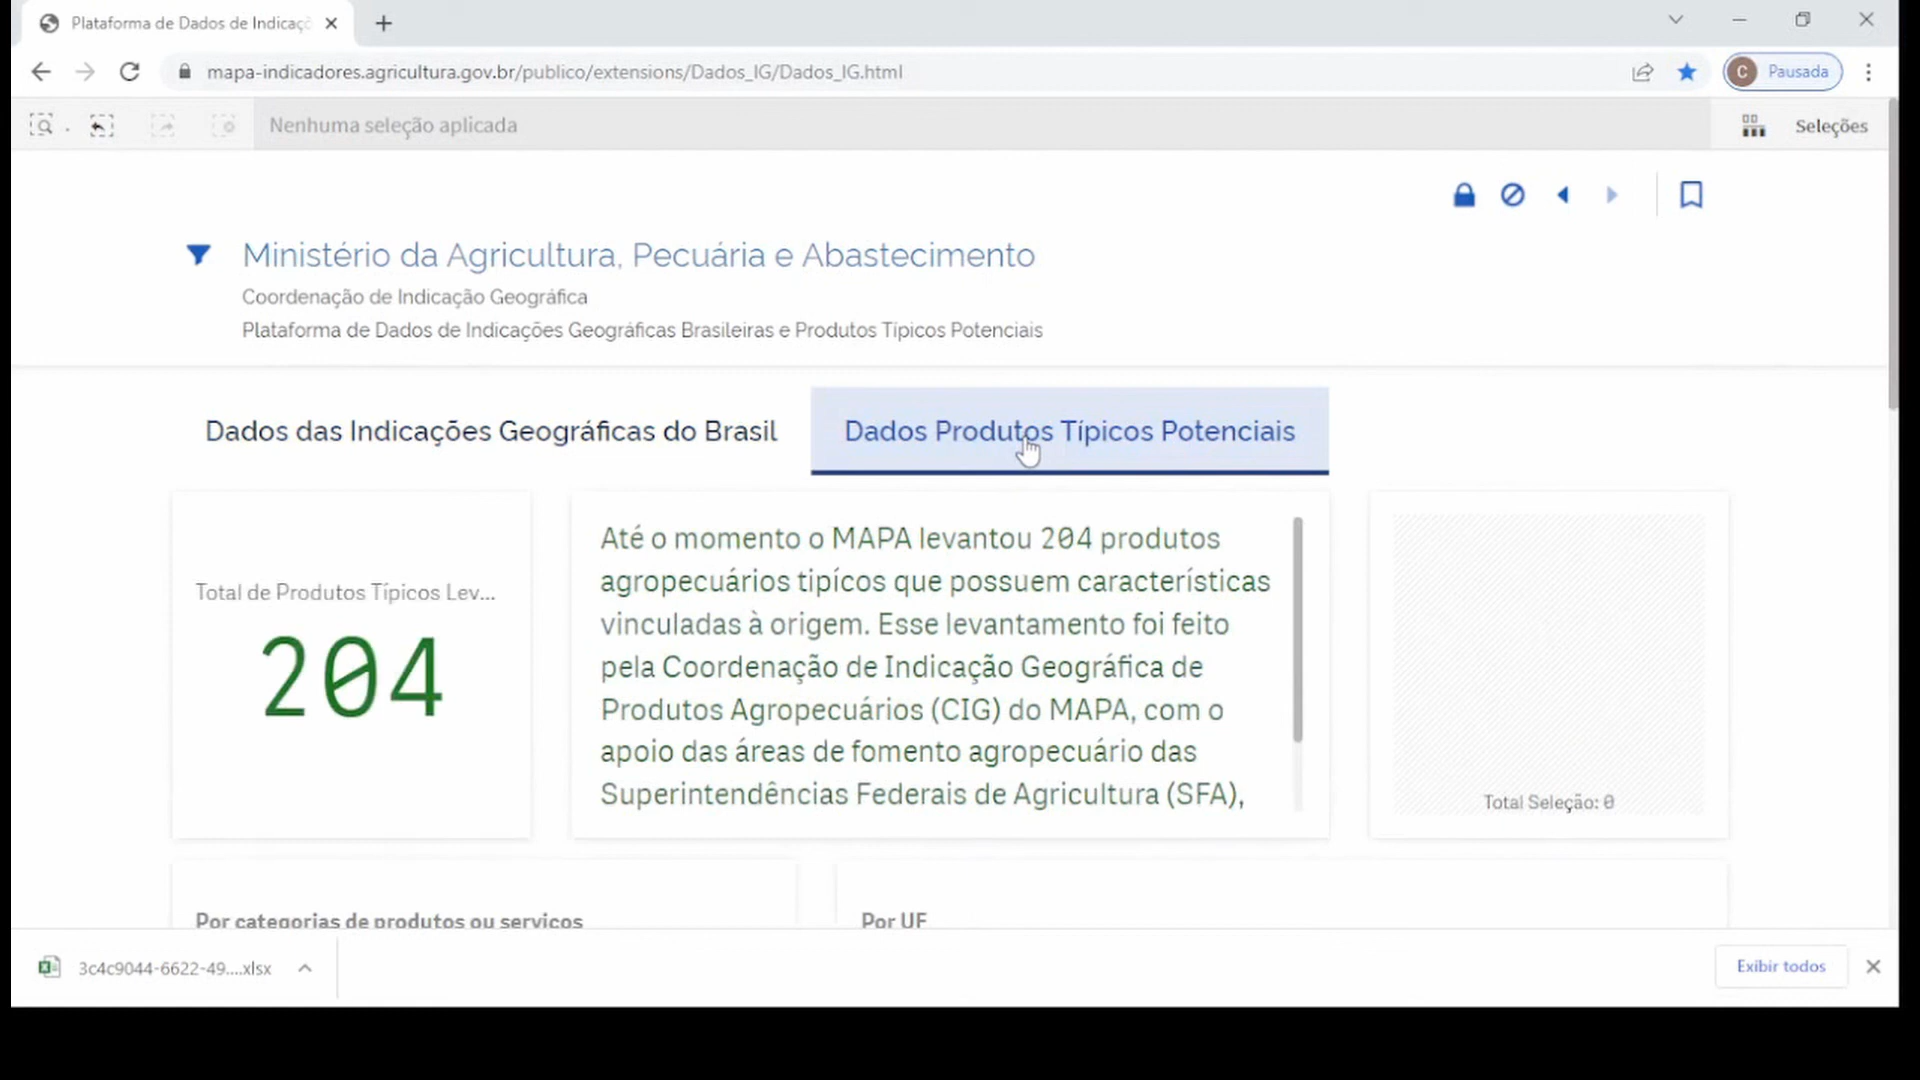 Plataforma de Dados de Indicaç
mapa-indicadores.agricultura.gov.br/publico/extensions/Dados_IG/Dados_IG.html
C Pausada
Nenhuma seleção aplicada
Seleções
Ministério da Agricultura, Pecuária e Abastecimento
Coordenação de Indicação Geográfica
Plataforma de Dados de Indicações Geográficas Brasileiras e Produtos Típicos Potenciais
Dados das Indicações Geográficas do Brasil
Dados Produtos Típicos Potenciais
Total de Produtos Típicos Lev...
204
Até o momento o MAPA levantou 204 produtos
agropecuários tipícos que possuem características
vinculadas à origem. Esse levantamento foi feito
pela Coordenação de Indicação Geográfica de
Produtos Agropecuários (CIG) do MAPA, com o
apoio das áreas de fomento agropecuário das
Superintendências Federais de Agricultura (SFA),
Total Seleção: 0
Por categorias de produtos ou serviços
Por UF
3c4c9044-6622-49....xlsx
Exibir todos